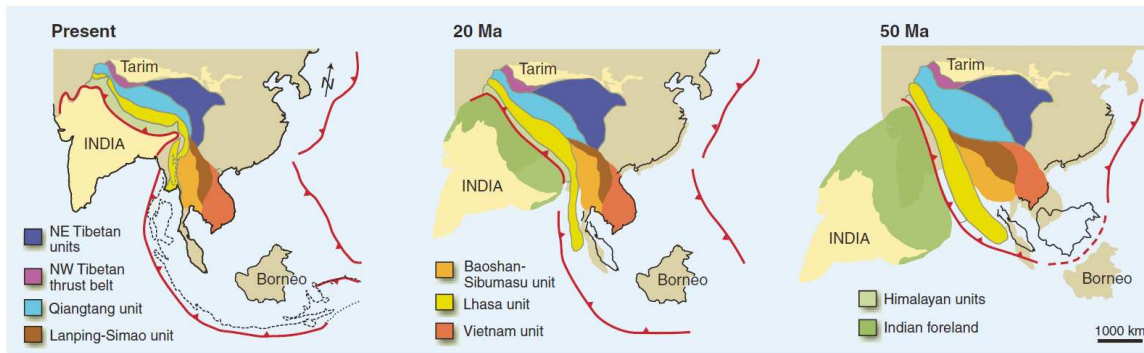 Present
Tarim
N
INDIA
NE Tibetan
units
NW Tibetan
thrust belt
Qiangtang unit
Lanping-Simao unit
Borneo
20 Ma
Tarim
INDIA
Baoshan-
Sibumasu unit
Lhasa unit
Vietnam unit
Borneo
50 Ma
Tarim
INDIA
Borneo
Himalayan units
Indian foreland
1000 km